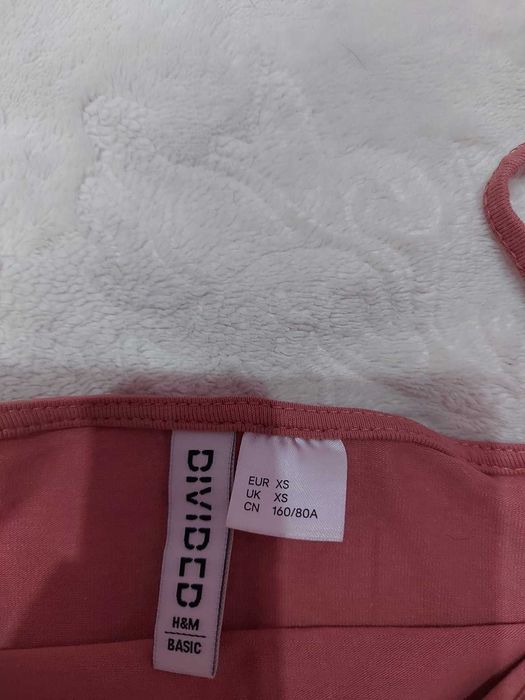 DIVIDED
H&M
BASIC
EUR XS
UK XS
CN 160/80A